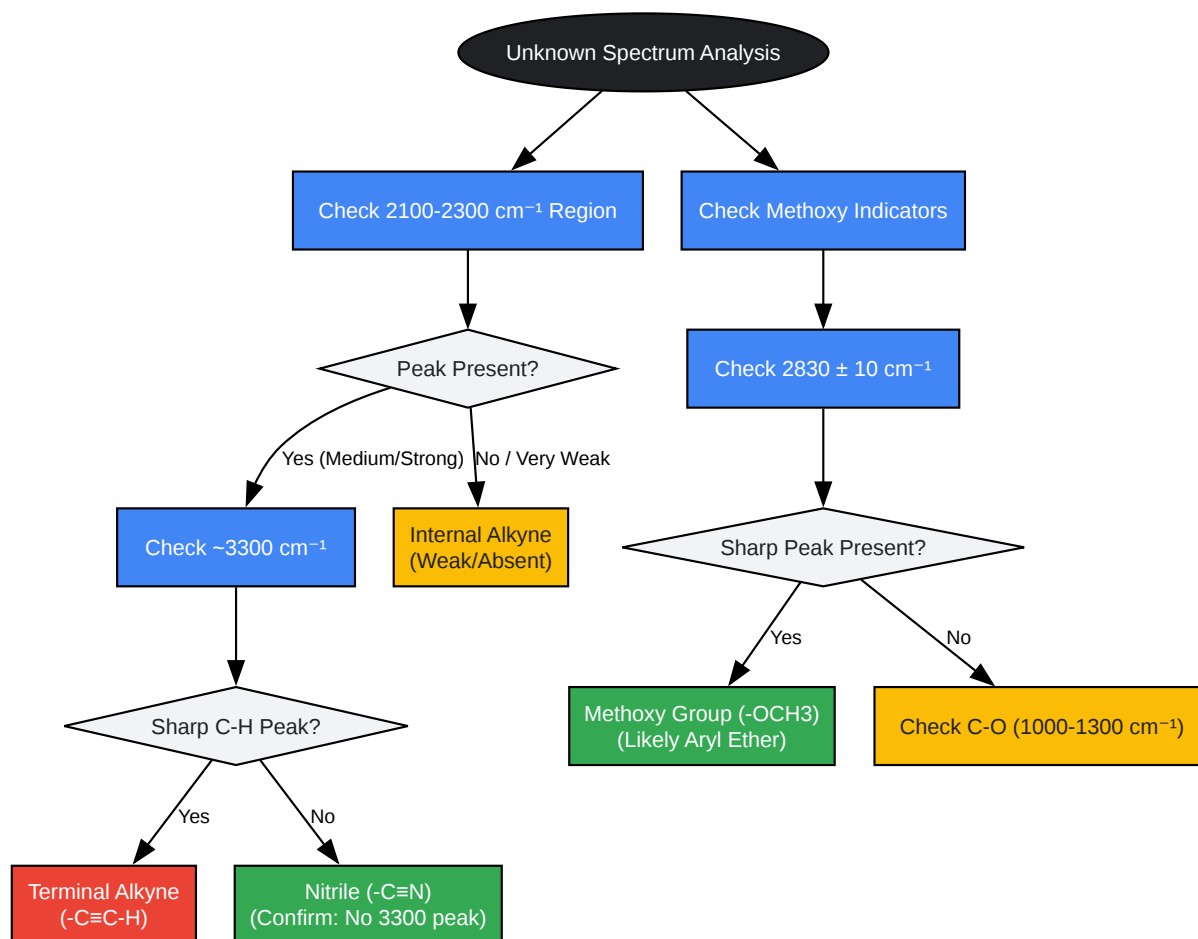 Unknown Spectrum Analysis
Check 2100-2300 cm⁻¹ Region
Check Methoxy Indicators
Peak Present?
Check 2830 ± 10 cm⁻¹
Yes (Medium/Strong)
No / Very Weak
Check ~3300 cm⁻¹
Internal Alkyne
(Weak/Absent)
Sharp Peak Present?
Yes
No
Sharp C-H Peak?
Methoxy Group (-OCH3)
(Likely Aryl Ether)
Check C-O (1000-1300 cm⁻¹)
Yes
No
Terminal Alkyne
(-C≡C-H)
Nitrile (-C≡N)
(Confirm: No 3300 peak)